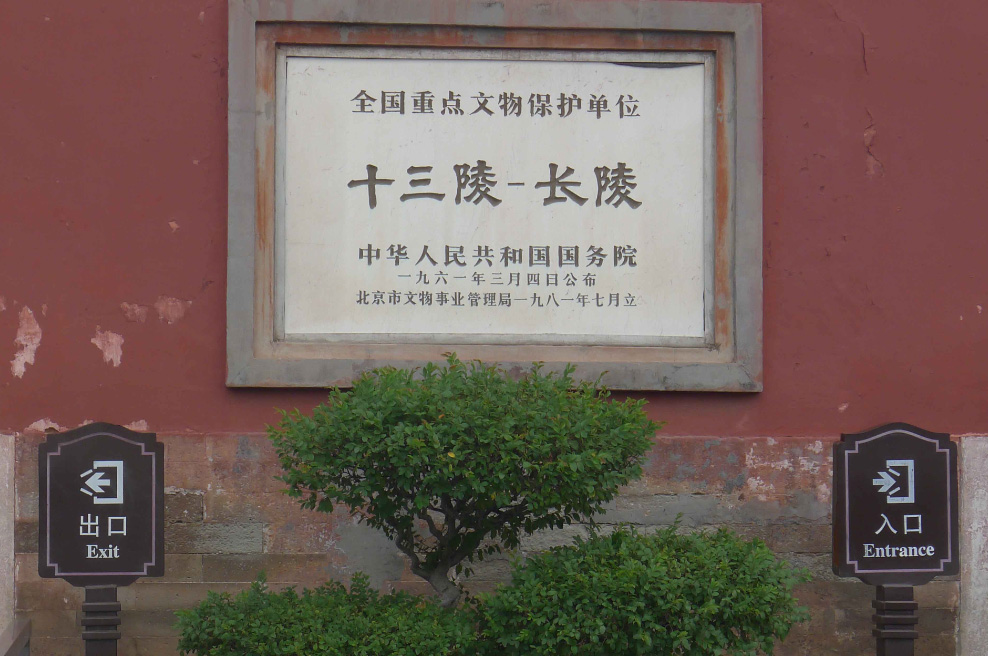 全国重点文物保护单位
十三陵－长陵
中华人民共和国国务院
一九六一年三月四日公布
北京市文物事业管理局一九八一年七月立
出口
Exit
入口
Entrance